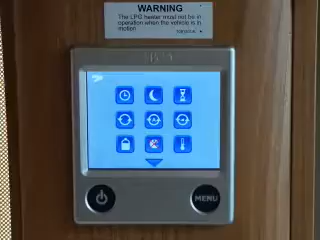 WARNING
The LPG heater must not be in
operation when the vehicle is in
motion
MENU